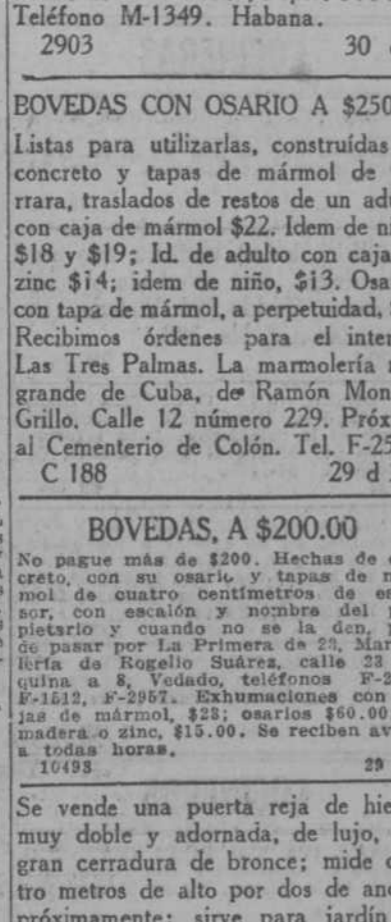 Teléfono M-1349. Habana.
2903 30
BOVEDAS CON OSARIO A $250
Listas para utilizarlas, construídas
concreto y tapas de mármol de
rrara, traslados de restos de un adu
con caja de mármol $22. Idem de ni
$18 y $19; Id. de adulto con caja
zinc $14; idem de niño, $13. Osa
con tapa de mármol, a perpetuidad,
Recibimos órdenes para el inter
Las Tres Palmas. La marmolería
grande de Cuba, de Ramón Mon
Grillo. Calle 12 número 229. Próx
al Cementerio de Colón. Tel. F-25
C 188 29 d
BOVEDAS, A $200.00
No pague más de $200. Hechas de
creto, con su osario y tapas de m
mol de cuatro centímetros de es
sor, con escalón y nombre del
pietario y cuando no se la den,
de pasar por La Primera de 23, Mar
lería de Rogelio Suárez, calle 23
quina a 8, Vedado, teléfonos F-2
F-1512, F-2957. Exhumaciones con
jas de mármol, $23; osarios $60.00
madera o zinc, $15.00. Se reciben av
a todas horas.
10493 29
Se vende una puerta reja de hie
muy doble y adornada, de lujo,
gran cerradura de bronce; mide
tro metros de alto por dos de anc
próximamente; sirve para jardín